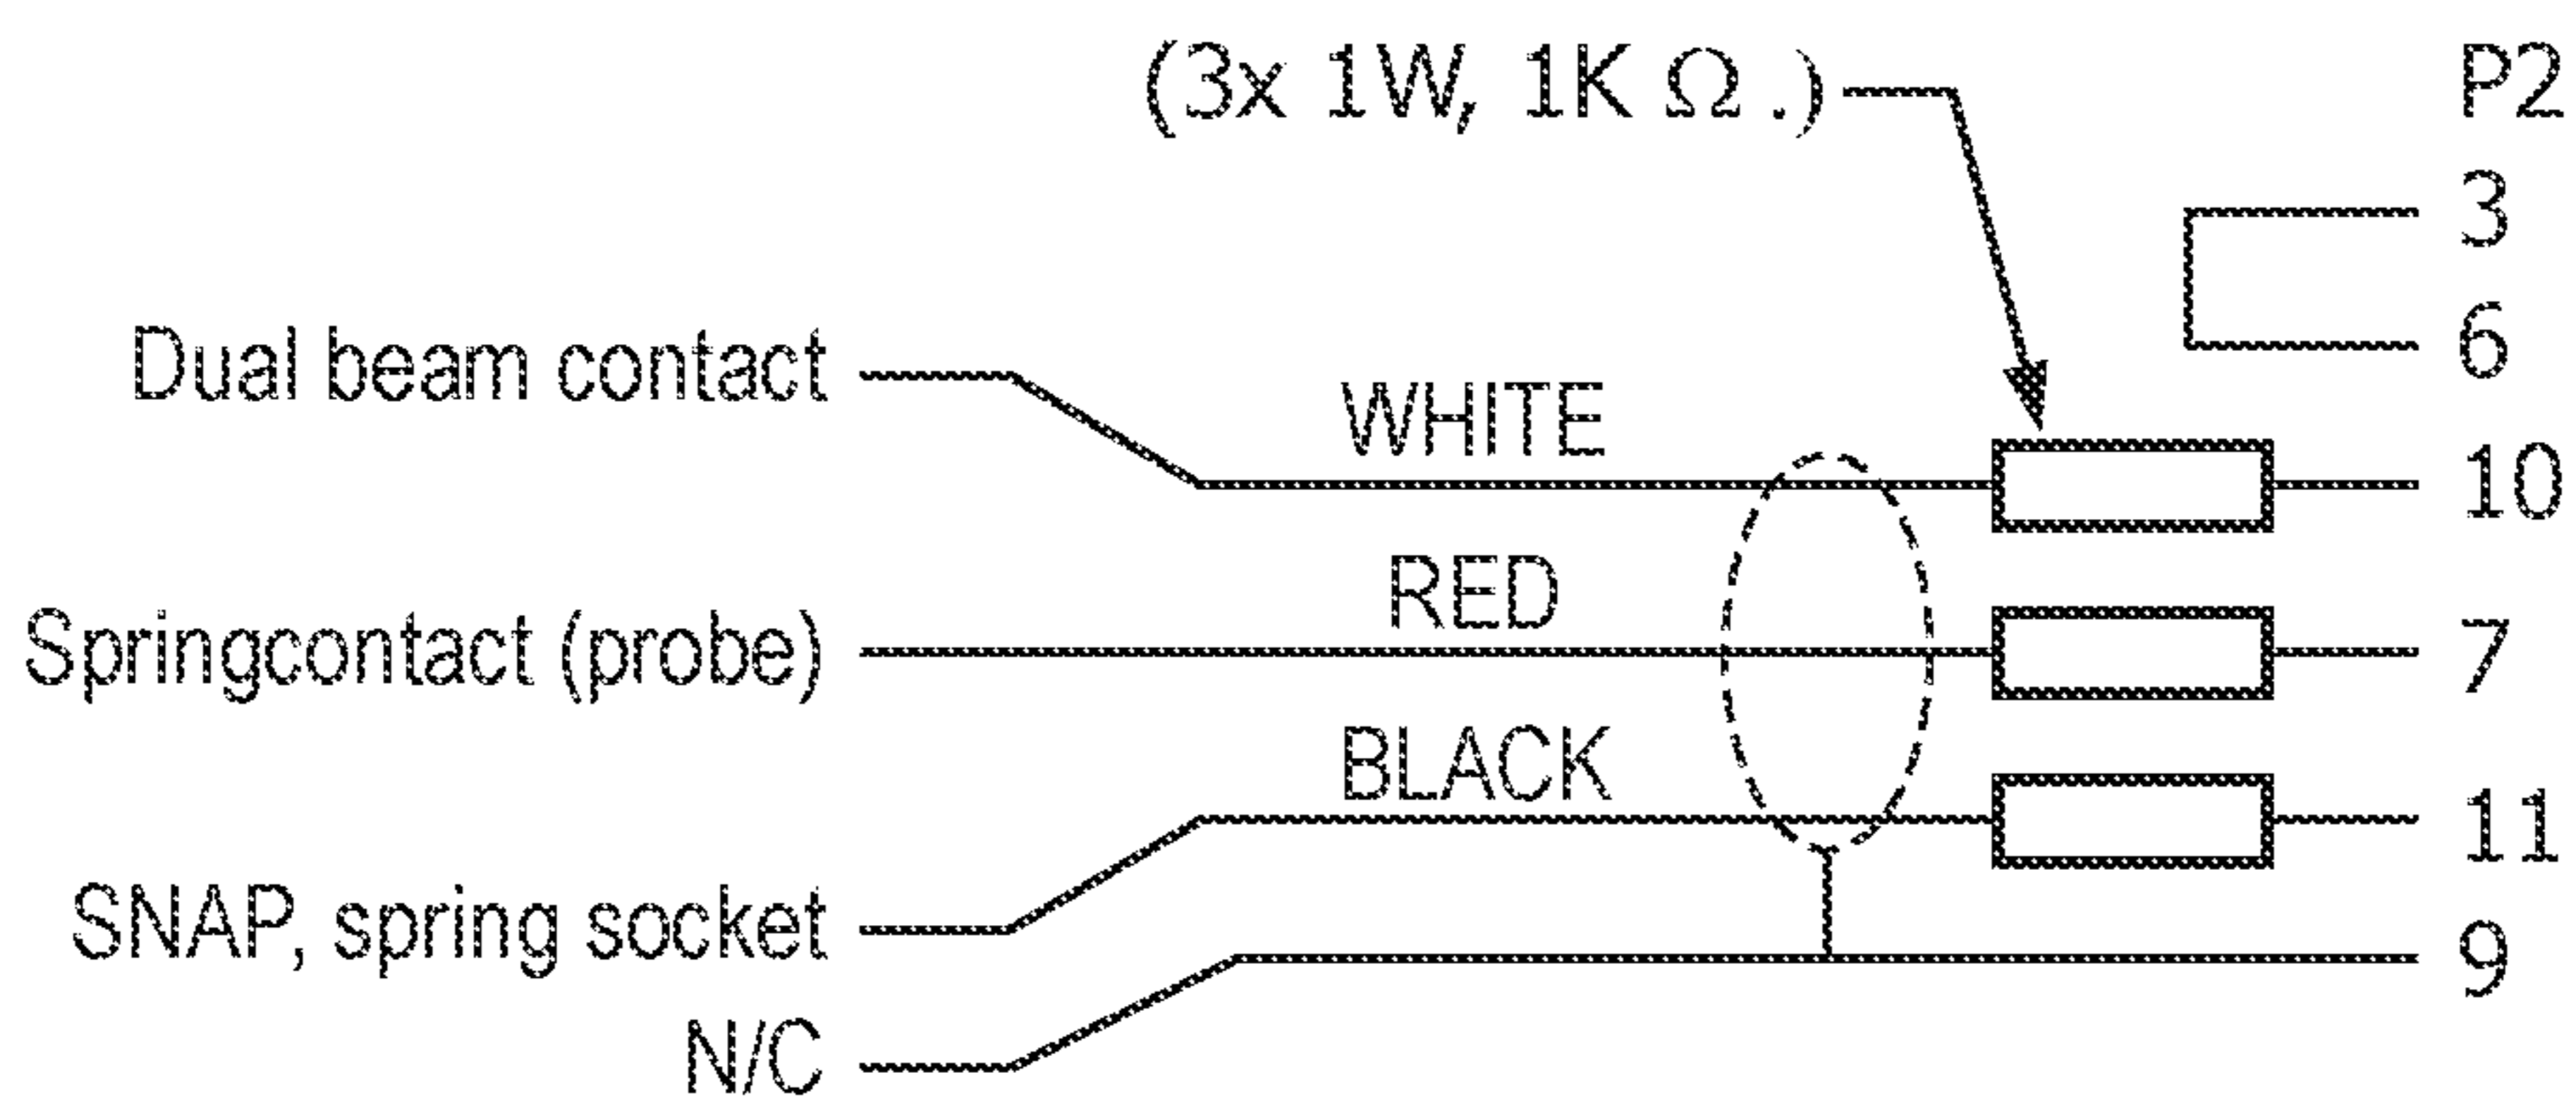 (3x 1W, 1K Ω .)
P2
3
6
Dual beam contact
WHITE
10
Springcontact (probe)
RED
7
BLACK
11
SNAP, spring socket
9
N/C